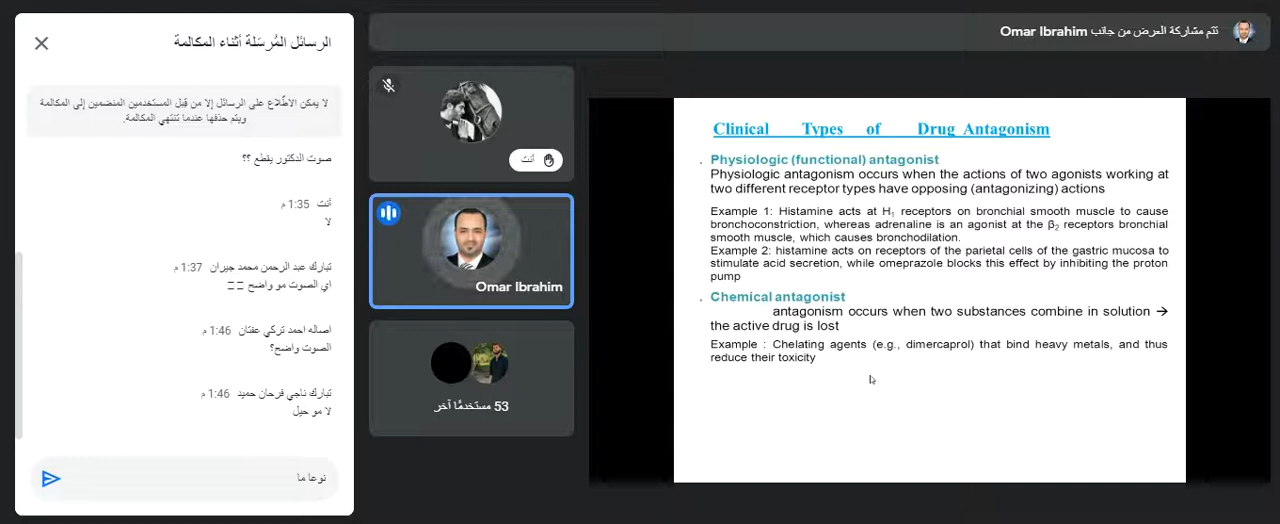 الرسائل المُرسَلة أثناء المكالمة
لا يمكن الاطّلاع على الرسائل إلا من قِبل المستخدمين المنضمين إلى المكالمة
ويتم حذفها عندما تنتهي المكالمة.
صوت الدكتور يقطع ؟؟
أنت 1:35 م
لا
تبارك عبد الرحمن محمد جيران 1:37 م
اي الصوت مو واضح
اصاله احمد تركي عفتان 1:46 م
الصوت واضح؟
تبارك ناجي فرحان حميد 1:46 م
لا مو حيل
نوعا ما
تتم مشاركة العرض من جانب Omar Ibrahim
أنت
Omar Ibrahim
53 مستخدمًا آخر
Clinical Types of Drug Antagonism
. Physiologic (functional) antagonist
Physiologic antagonism occurs when the actions of two agonists working at
two different receptor types have opposing (antagonizing) actions
Example 1: Histamine acts at H₁ receptors on bronchial smooth muscle to cause
bronchoconstriction, whereas adrenaline is an agonist at the β₂ receptors bronchial
smooth muscle, which causes bronchodilation.
Example 2: histamine acts on receptors of the parietal cells of the gastric mucosa to
stimulate acid secretion, while omeprazole blocks this effect by inhibiting the proton
pump
. Chemical antagonist
antagonism occurs when two substances combine in solution →
the active drug is lost
Example : Chelating agents (e.g., dimercaprol) that bind heavy metals, and thus
reduce their toxicity